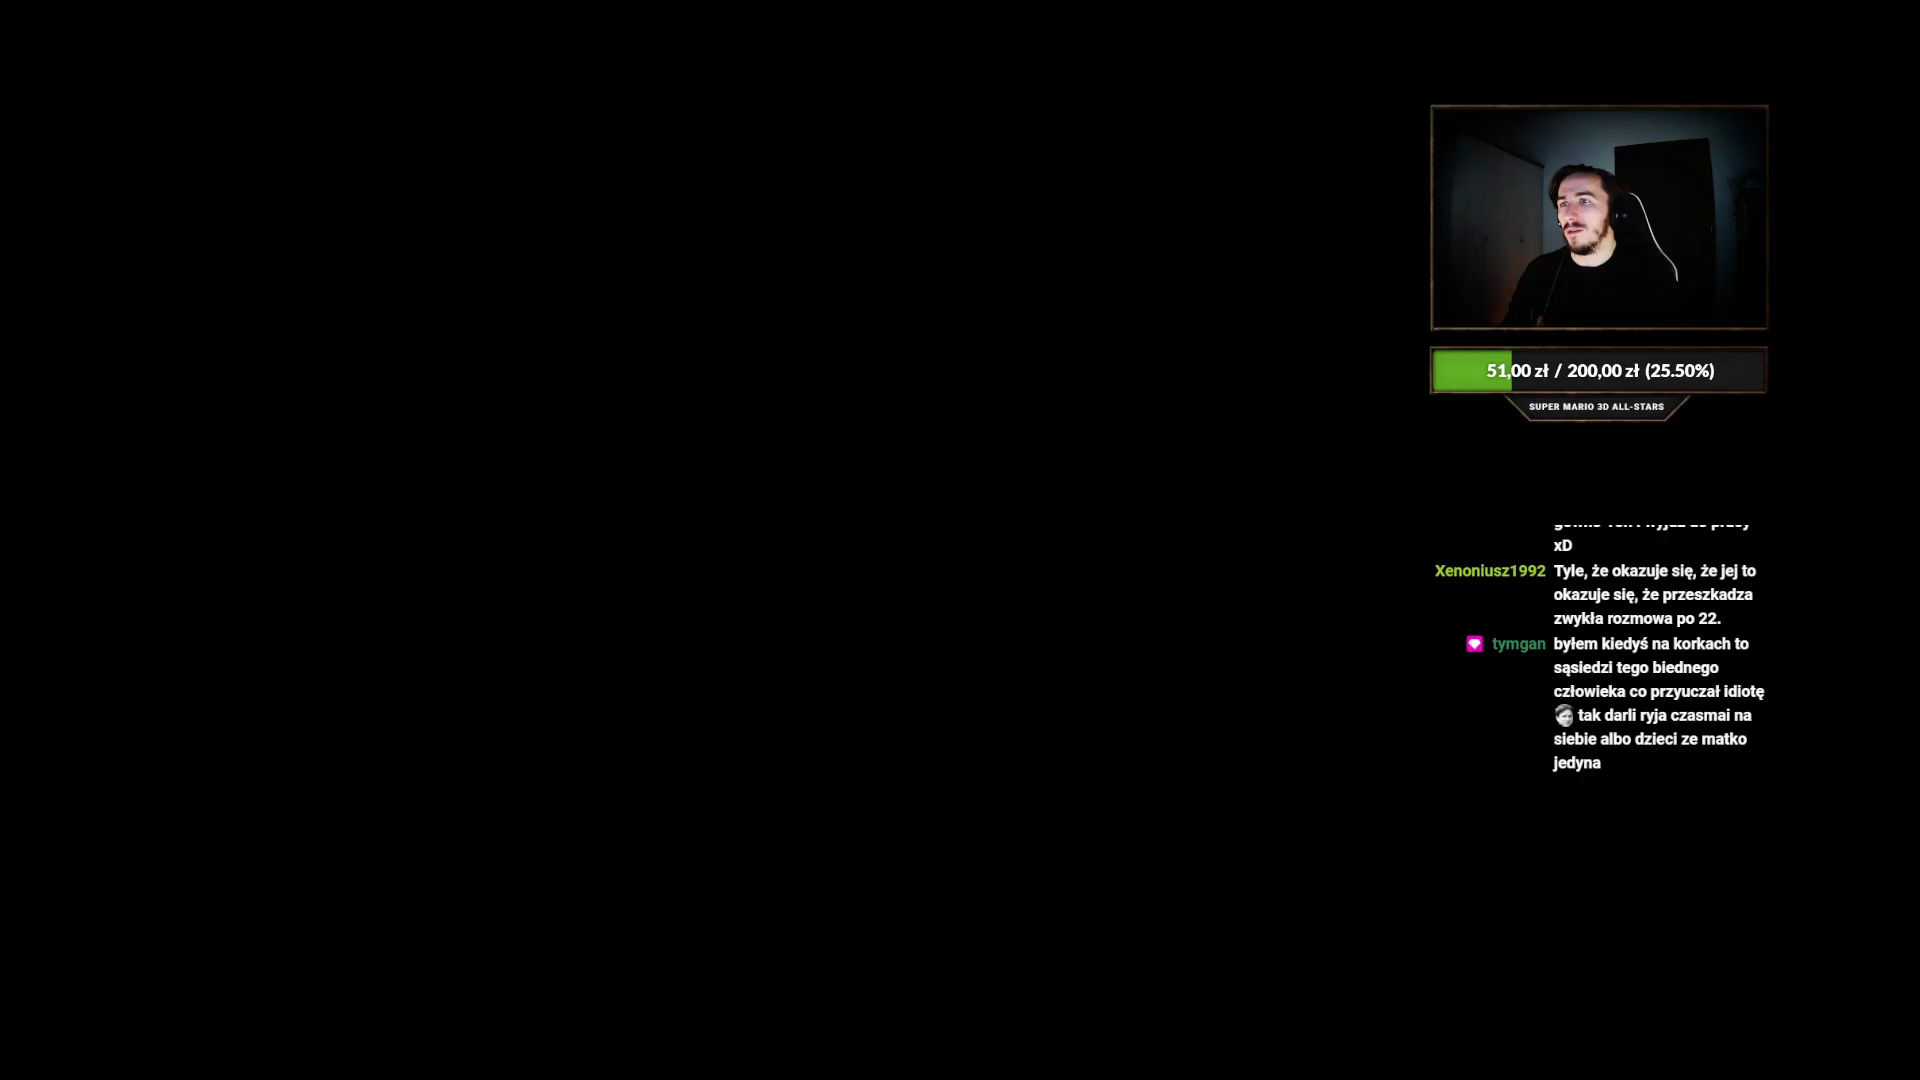 51,00 zł / 200,00 zł (25.50%)
SUPER MARIO 3D ALL-STARS
xD
Xenoniusz1992 Tyle, że okazuje się, że jej to
okazuje się, że przeszkadza
zwykła rozmowa po 22.
tymgan byłem kiedyś na korkach to
sąsiedzi tego biednego
człowieka co przyuczał idiotę
tak darli ryja czasmai na
siebie albo dzieci ze matko
jedyna